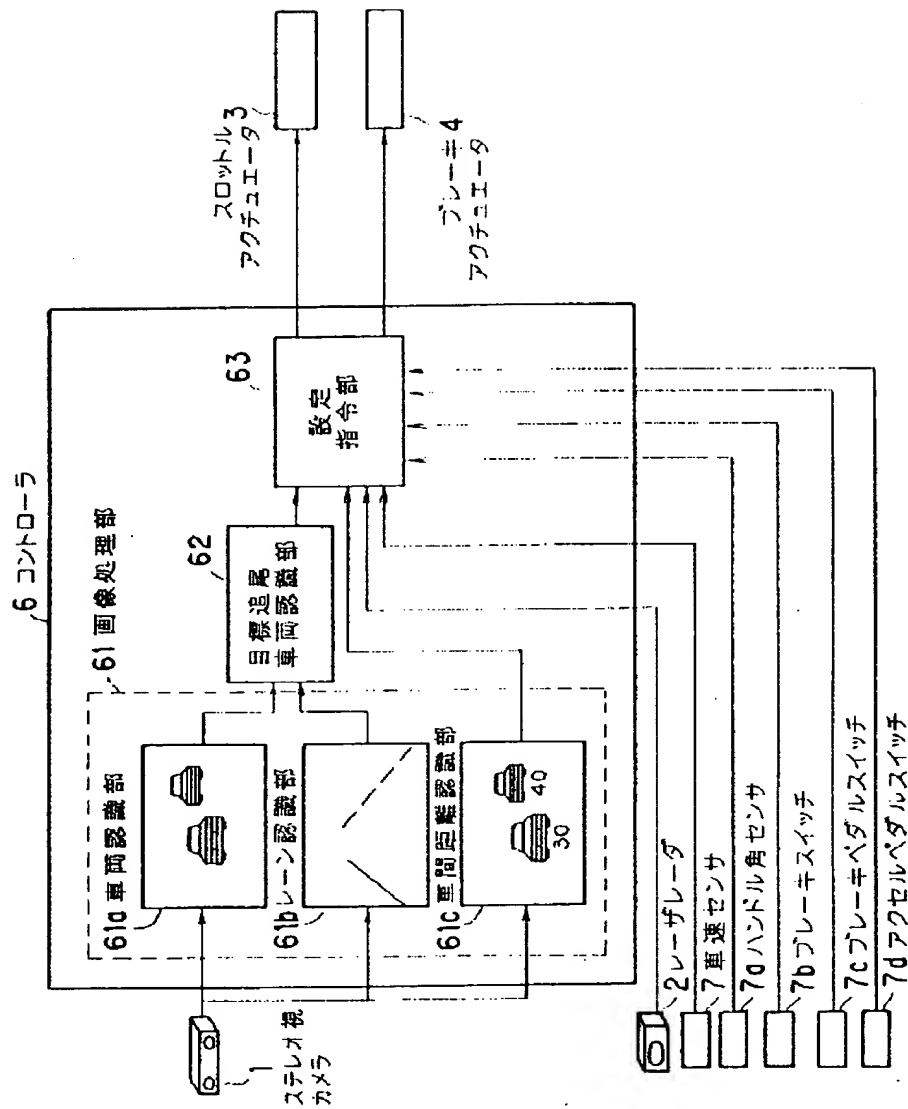 スロットル
アクチュエータ 3
ブレーキ 4
アクチュエータ
6 コントローラ
63
設定
指令部
61 画像処理部
62
目標追尾
車両認識部
61a 車両認識部
61b レーン認識部
61c 車間距離認識部
30
40
1
ステレオ視
カメラ
2 レーザレーダ
7 車速センサ
7a ハンドル角センサ
7b ブレーキスイッチ
7c ブレーキペダルスイッチ
7d アクセルペダルスイッチ